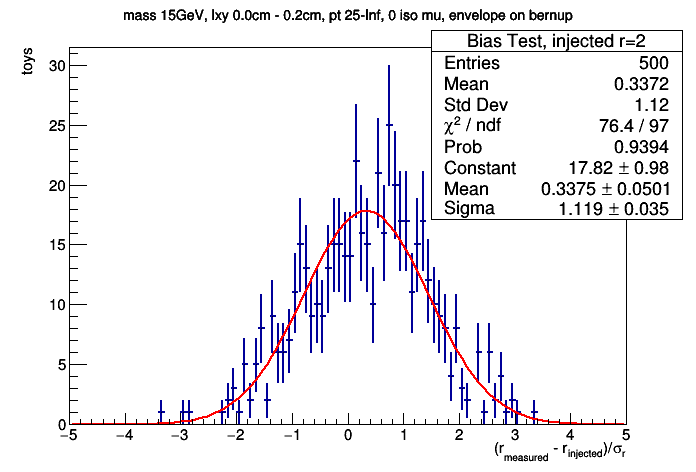 mass 15GeV, lxy 0.0cm - 0.2cm, pt 25-Inf, 0 iso mu, envelope on bernup
Bias Test, injected r=2
Entries 500
Mean 0.3372
Std Dev 1.12
χ² / ndf 76.4 / 97
Prob 0.9394
Constant 17.82 ± 0.98
Mean 0.3375 ± 0.0501
Sigma 1.119 ± 0.035
toys
30
25
20
15
10
5
0
−5 −4 −3 −2 −1 0 1 2 3 4 5
(r_measured - r_injected)/σ_r